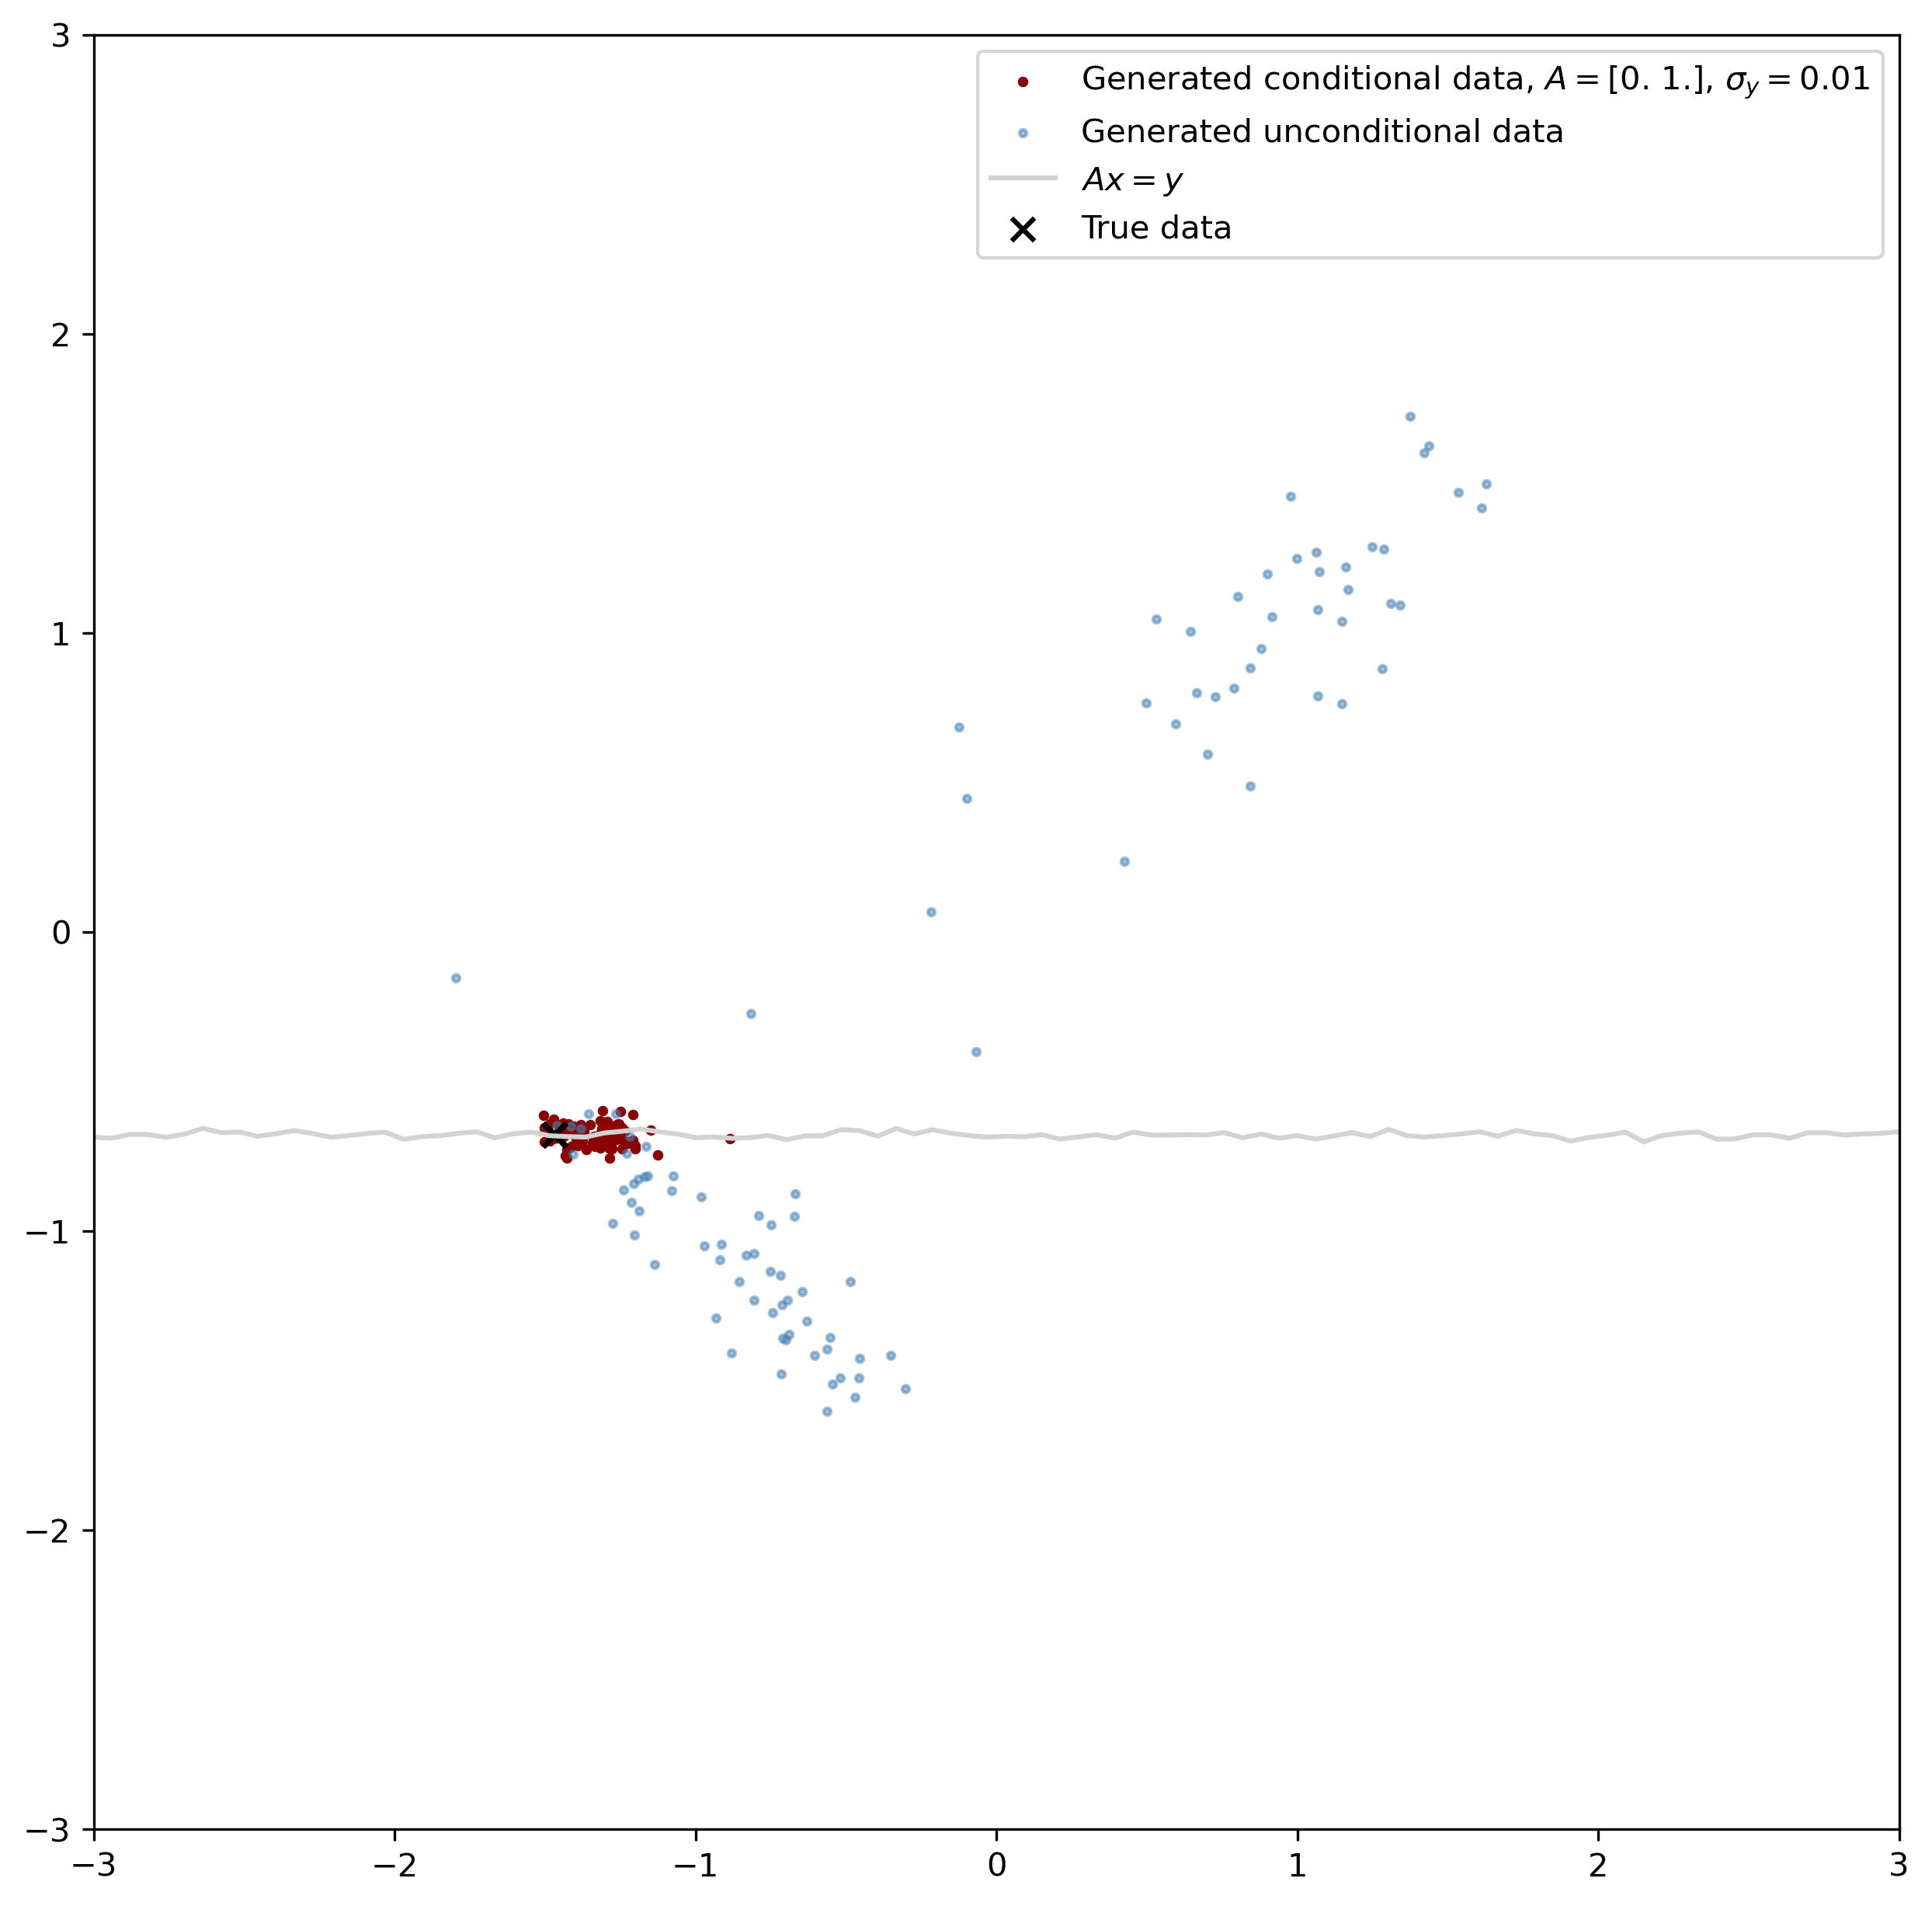 3
Generated conditional data, A = [0. 1.], σ_y = 0.01
Generated unconditional data
Ax = y
True data
2
1
0
−1
−2
−3
−3 −2 −1 0 1 2 3